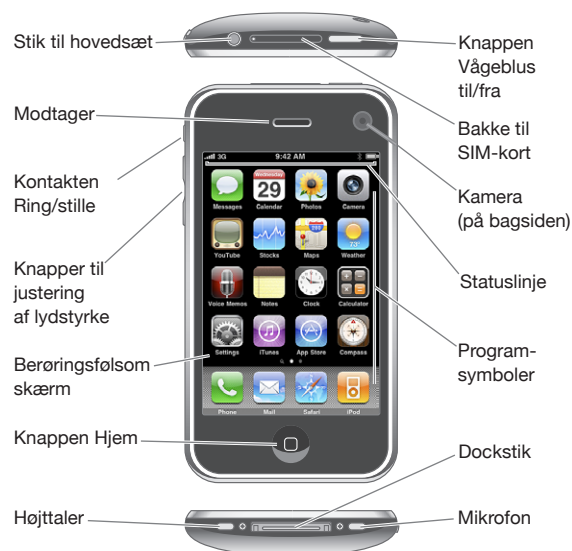 Stik til hovedsæt
Knappen
Vågeblus
til/fra
Modtager
Bakke til
SIM-kort
Kontakten
Ring/stille
Kamera
(på bagsiden)
Knapper til
justering
af lydstyrke
Statuslinje
Berøringsfølsom
skærm
Program-
symboler
Knappen Hjem
Dockstik
Højttaler
Mikrofon
3G 9:42 AM
Wednesday
29
280
73°
Messages Calendar Photos Camera
YouTube Stocks Maps Weather
Voice Memos Notes Clock Calculator
Settings iTunes App Store Compass
Phone Mail Safari iPod